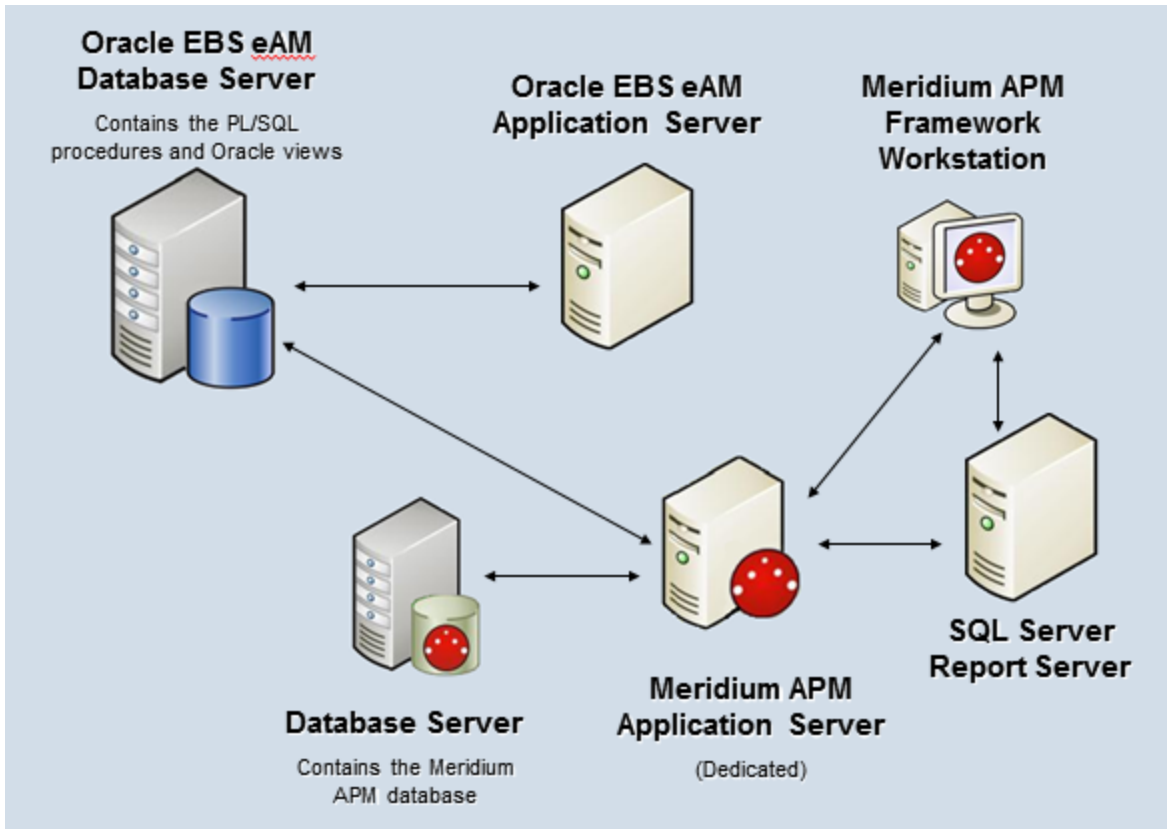 Oracle EBS eAM
Database Server
Contains the PL/SQL
procedures and Oracle views
Oracle EBS eAM
Application Server
Meridium APM
Framework
Workstation
SQL Server
Report Server
Meridium APM
Application Server
(Dedicated)
Database Server
Contains the Meridium
APM database